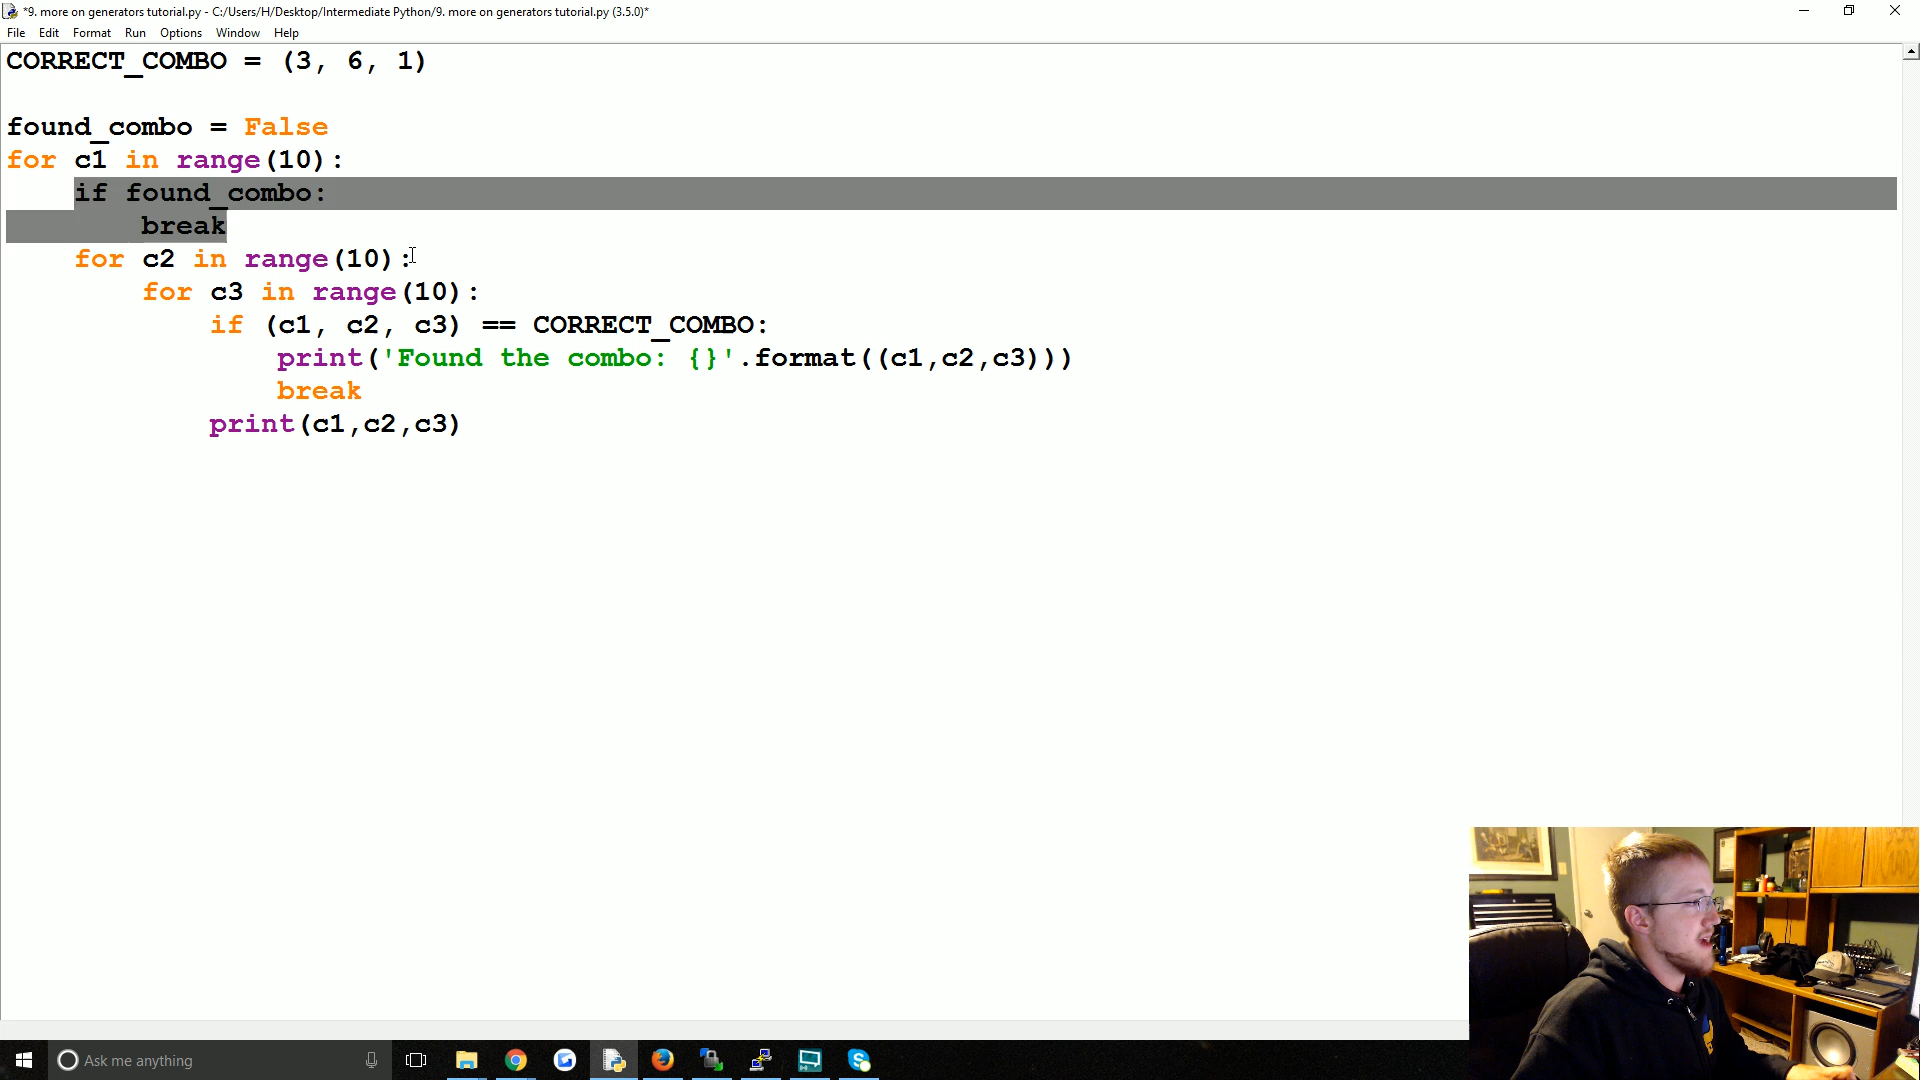 *9. more on generators tutorial.py - C:/Users/H/Desktop/Intermediate Python/9. more on generators tutorial.py (3.5.0)*
File Edit Format Run Options Window Help
CORRECT_COMBO = (3, 6, 1)
found_combo = False
for c1 in range(10):
    if found_combo:
        break
    for c2 in range(10):
        for c3 in range(10):
            if (c1, c2, c3) == CORRECT_COMBO:
                print('Found the combo: {}'.format((c1,c2,c3)))
                break
            print(c1,c2,c3)
Ask me anything